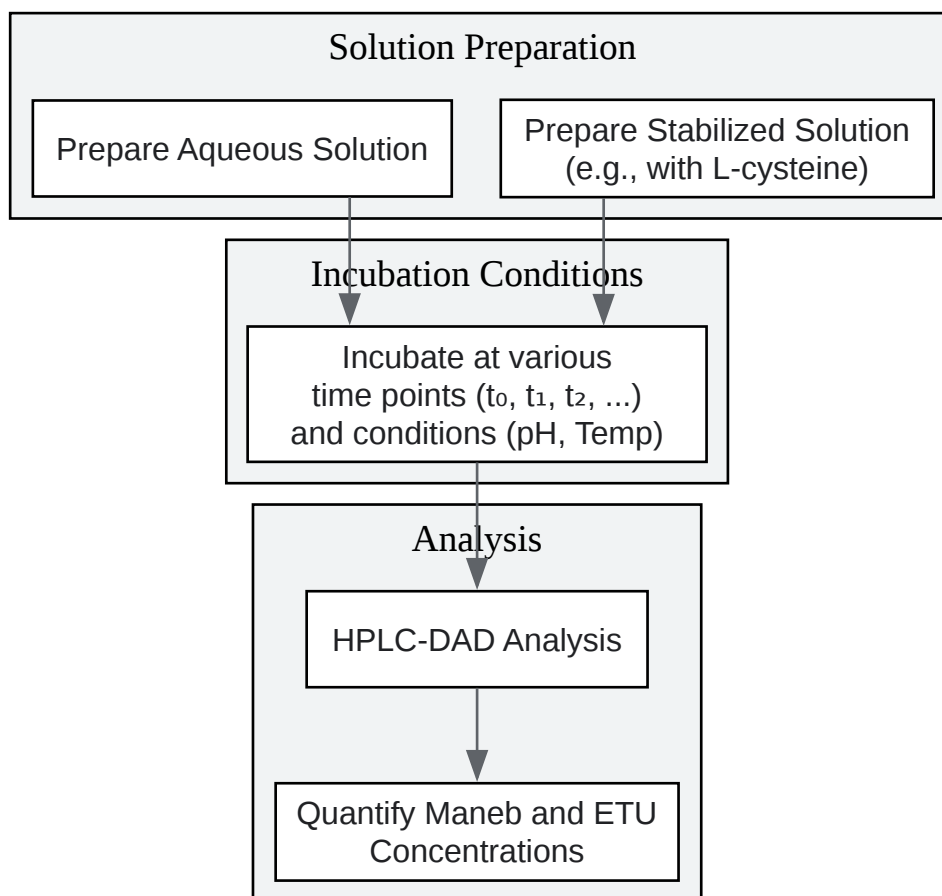 Solution Preparation
Prepare Aqueous Solution
Prepare Stabilized Solution
(e.g., with L-cysteine)
Incubation Conditions
Incubate at various
time points (t₀, t₁, t₂, ...)
and conditions (pH, Temp)
Analysis
HPLC-DAD Analysis
Quantify Maneb and ETU
Concentrations